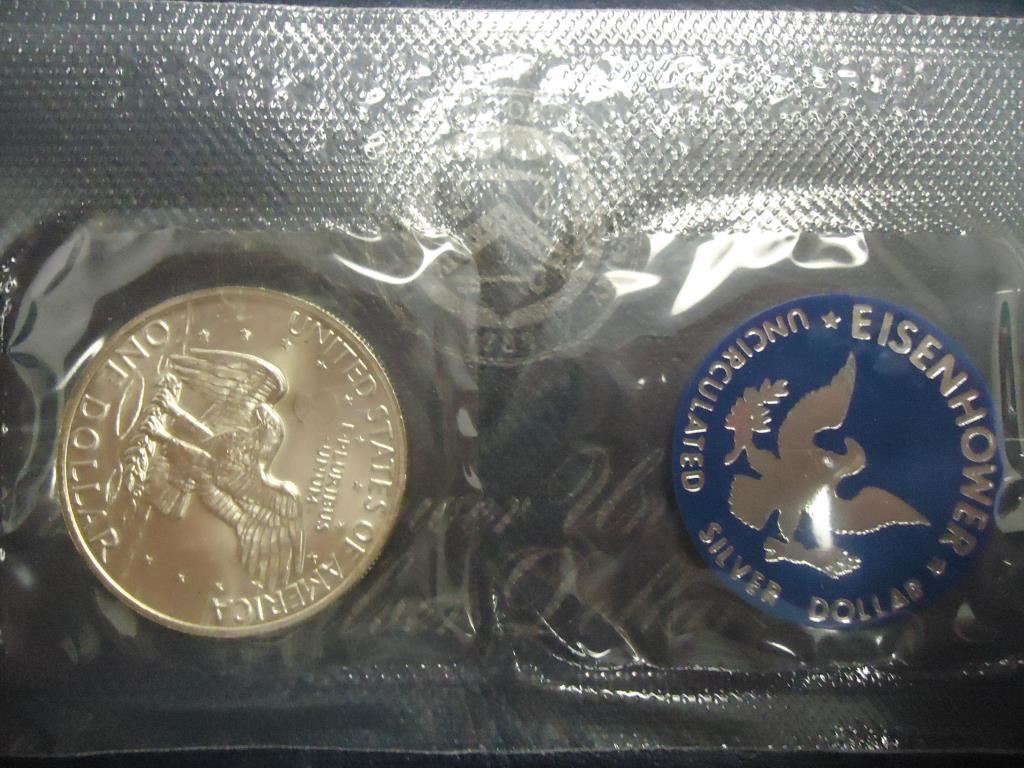 UNITED STATES OF AMERICA
E PLURIBUS
UNUM
ONE DOLLAR
EISENHOWER
UNCIRCULATED
SILVER DOLLAR